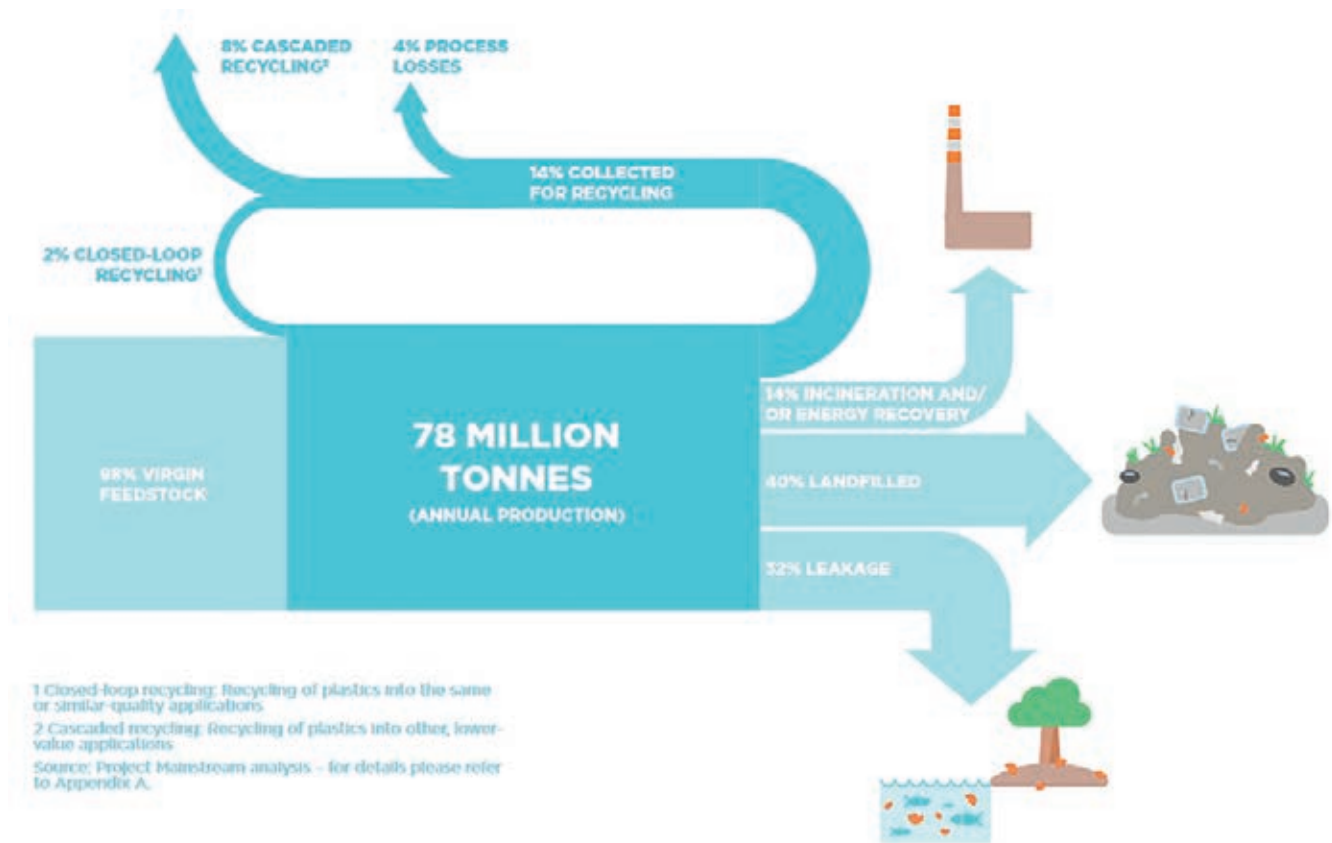 8% CASCADED
RECYCLING²
4% PROCESS
LOSSES
14% COLLECTED
FOR RECYCLING
2% CLOSED-LOOP
RECYCLING¹
98% VIRGIN
FEEDSTOCK
78 MILLION
TONNES
(ANNUAL PRODUCTION)
14% INCINERATION AND/
OR ENERGY RECOVERY
40% LANDFILLED
32% LEAKAGE
1 Closed-loop recycling: Recycling of plastics into the same
or similar-quality applications
2 Cascaded recycling: Recycling of plastics into other, lower-
value applications
Source: Project Mainstream analysis – for details please refer
to Appendix A.